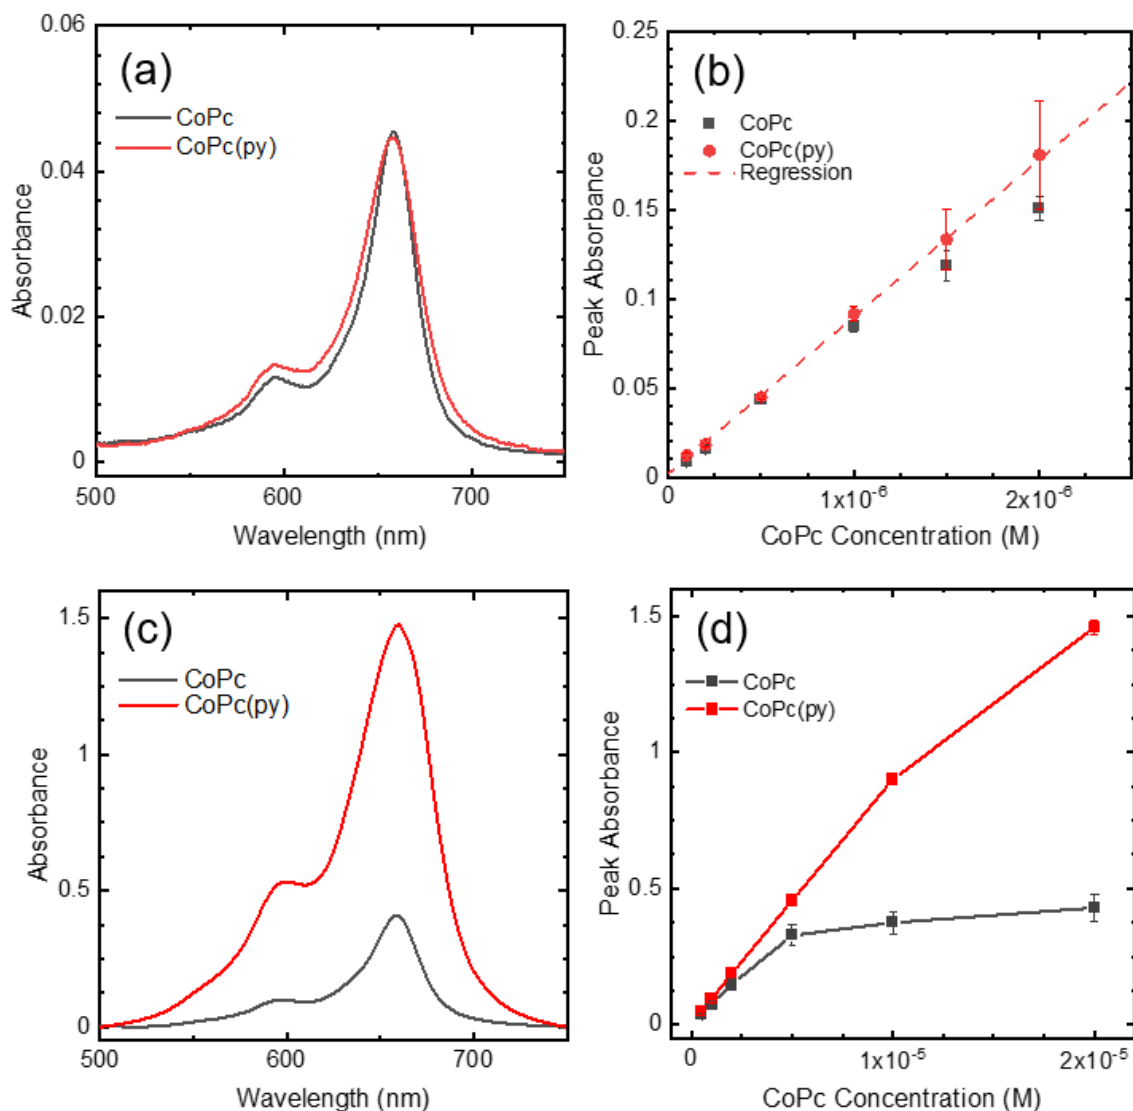 (a)
CoPc
CoPc(py)
Absorbance
0.06
0.04
0.02
0
500
600
700
Wavelength (nm)
(b)
CoPc
CoPc(py)
Regression
Peak Absorbance
0.25
0.2
0.15
0.1
0.05
0
0
1x10⁻⁶
2x10⁻⁶
CoPc Concentration (M)
(c)
CoPc
CoPc(py)
Absorbance
1.5
1
0.5
0
500
600
700
Wavelength (nm)
(d)
CoPc
CoPc(py)
Peak Absorbance
1.5
1
0.5
0
0
1x10⁻⁵
2x10⁻⁵
CoPc Concentration (M)